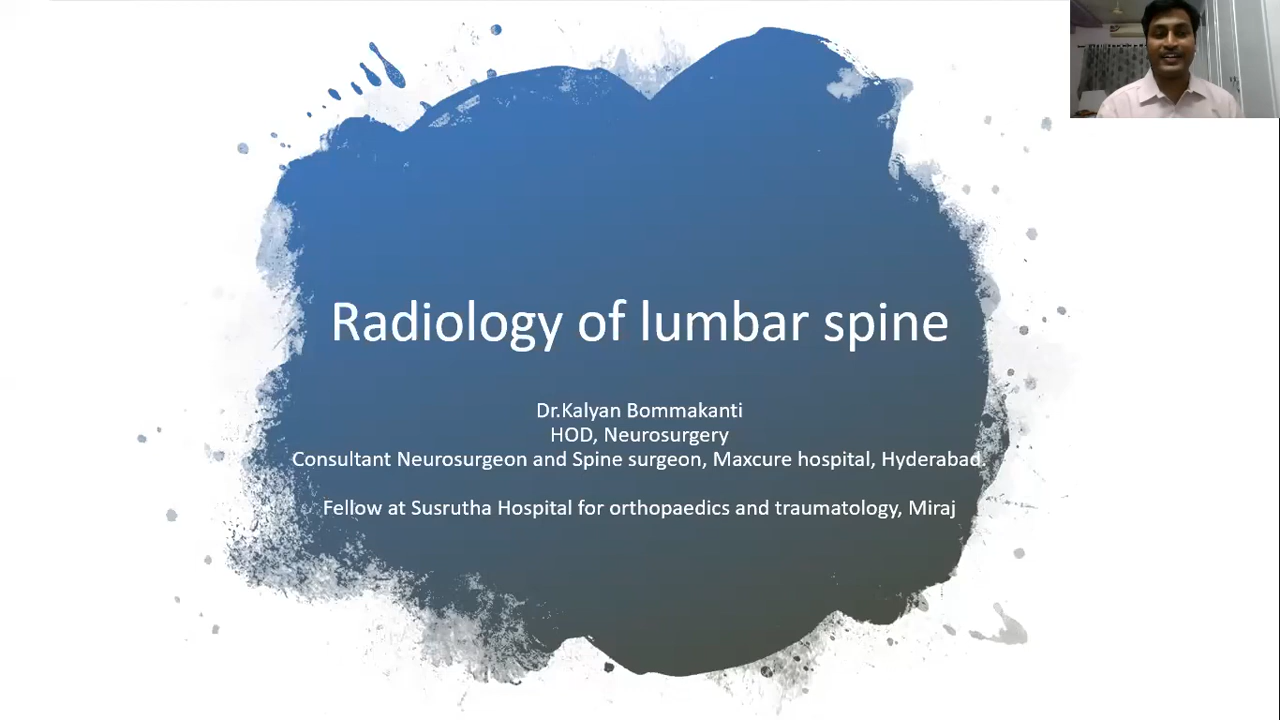 Radiology of lumbar spine
Dr.Kalyan Bommakanti
HOD, Neurosurgery
Consultant Neurosurgeon and Spine surgeon, Maxcure hospital, Hyderabad.
Fellow at Susrutha Hospital for orthopaedics and traumatology, Miraj